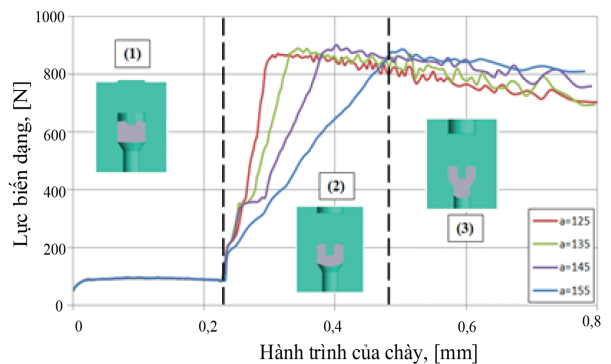 Lực biến dạng, [N]
1000
800
600
400
200
0
(1)
(2)
(3)
a=125
a=135
a=145
a=155
0
0,2
0,4
0,6
0,8
Hành trình của chày, [mm]